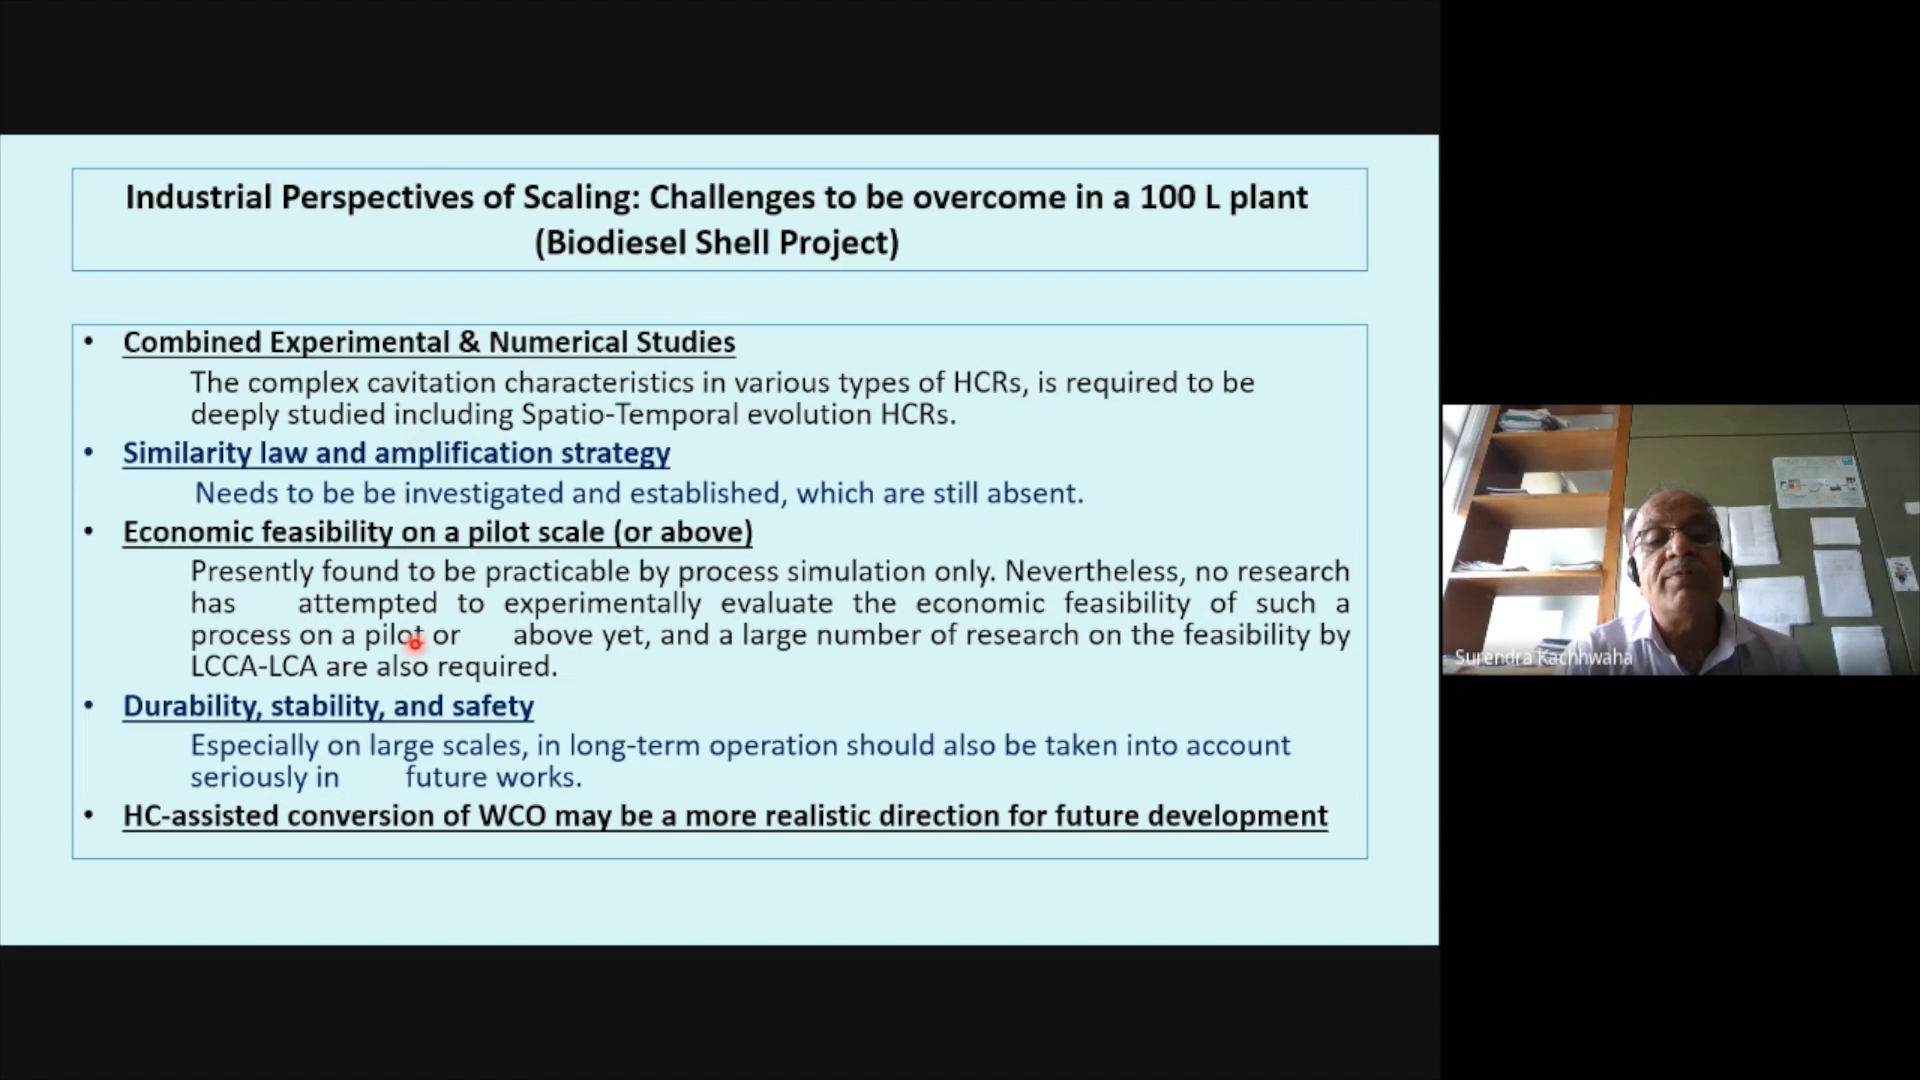 Industrial Perspectives of Scaling: Challenges to be overcome in a 100 L plant
(Biodiesel Shell Project)
• Combined Experimental & Numerical Studies
The complex cavitation characteristics in various types of HCRs, is required to be
deeply studied including Spatio-Temporal evolution HCRs.
• Similarity law and amplification strategy
Needs to be be investigated and established, which are still absent.
• Economic feasibility on a pilot scale (or above)
Presently found to be practicable by process simulation only. Nevertheless, no research
has attempted to experimentally evaluate the economic feasibility of such a
process on a pilot or above yet, and a large number of research on the feasibility by
LCCA-LCA are also required.
• Durability, stability, and safety
Especially on large scales, in long-term operation should also be taken into account
seriously in future works.
• HC-assisted conversion of WCO may be a more realistic direction for future development
Surendra Kachhwaha